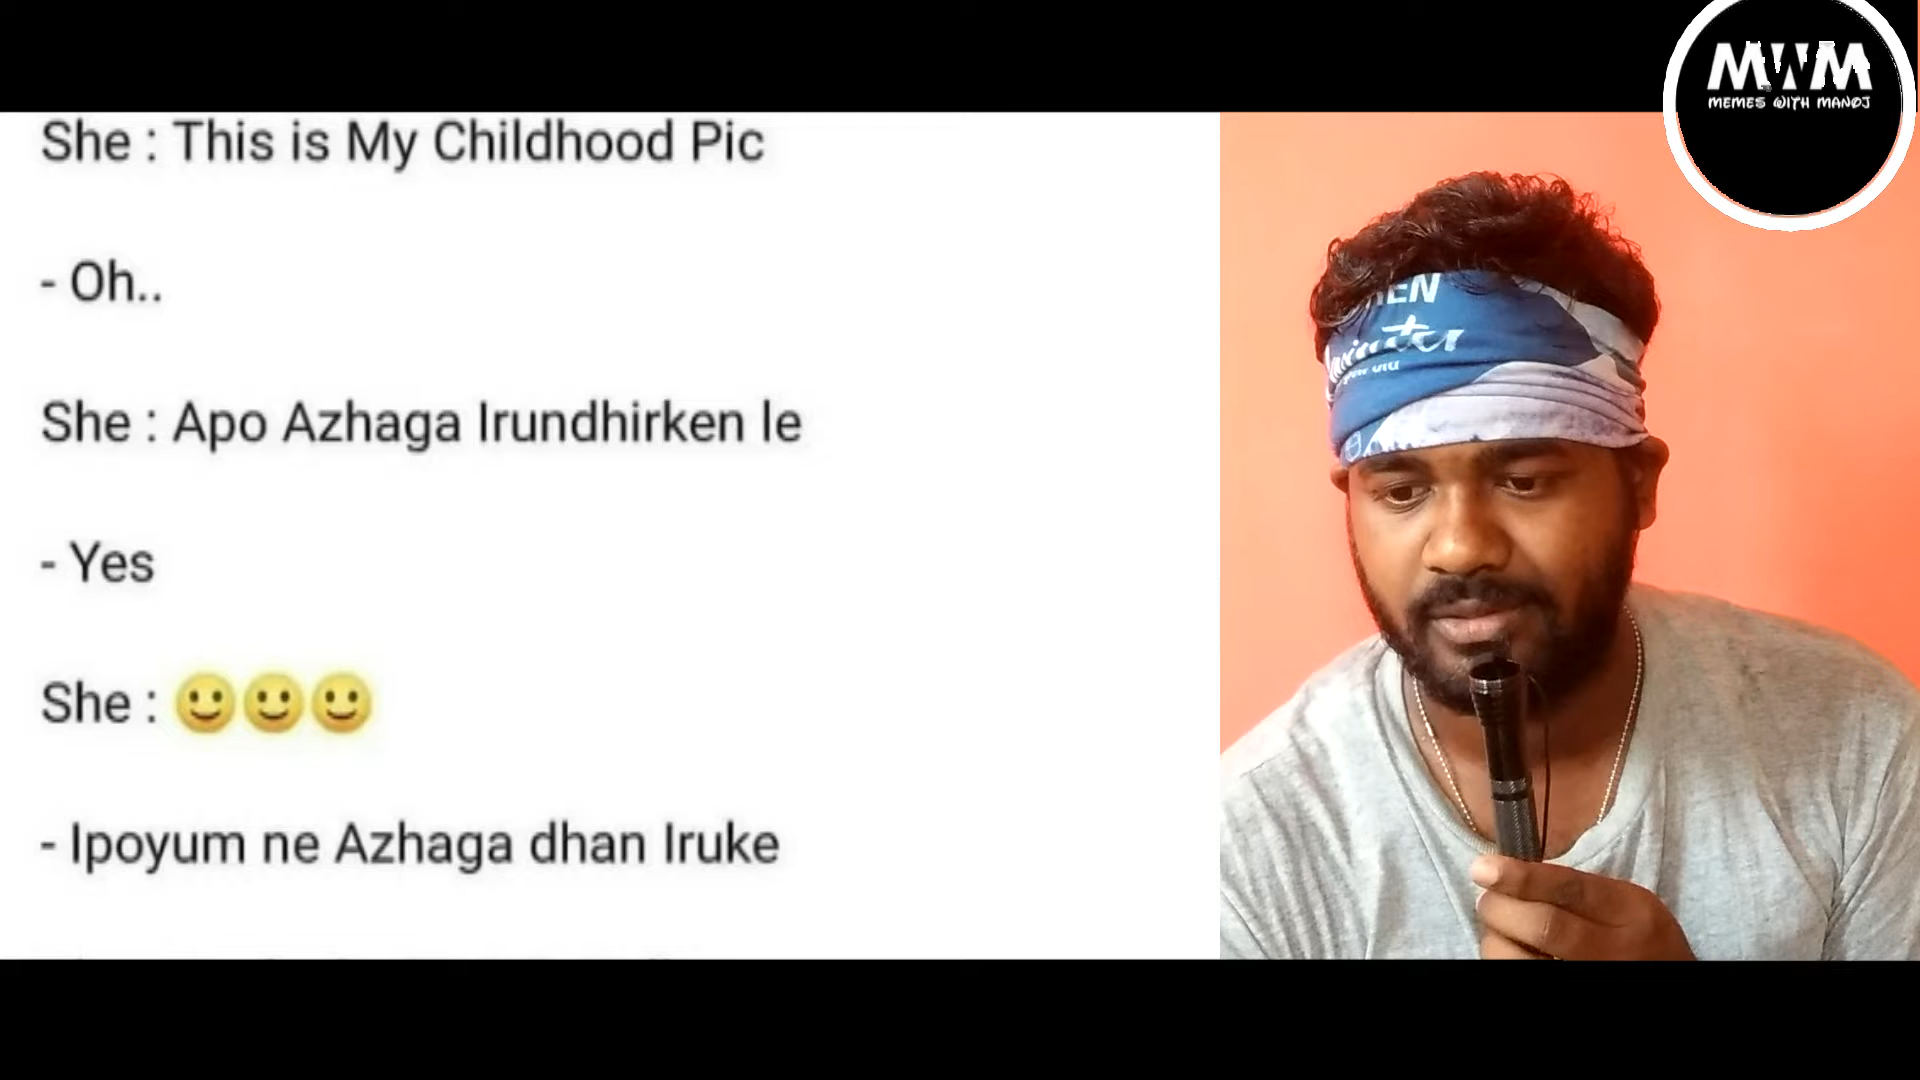 She : This is My Childhood Pic
- Oh..
She : Apo Azhaga Irundhirken le
- Yes
She : 🙂🙂🙂
- Ipoyum ne Azhaga dhan Iruke
MWM
MEMES WITH MANOJ